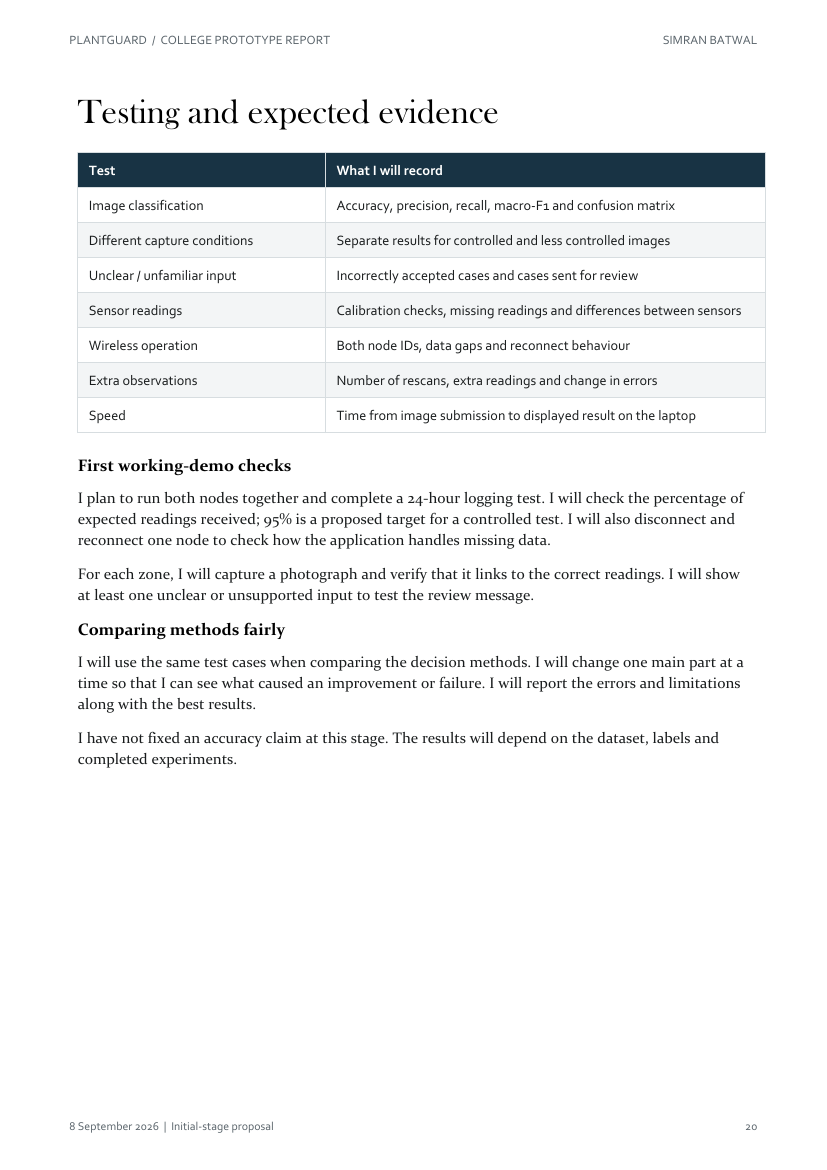 PLANTGUARD / COLLEGE PROTOTYPE REPORT SIMRAN BATWAL
Testing and expected evidence
Test What I will record
Image classification Accuracy, precision, recall, macro-F1 and confusion matrix
Different capture conditions Separate results for controlled and less controlled images
Unclear / unfamiliar input Incorrectly accepted cases and cases sent for review
Sensor readings Calibration checks, missing readings and differences between sensors
Wireless operation Both node IDs, data gaps and reconnect behaviour
Extra observations Number of rescans, extra readings and change in errors
Speed Time from image submission to displayed result on the laptop
First working-demo checks
I plan to run both nodes together and complete a 24-hour logging test. I will check the percentage of
expected readings received; 95% is a proposed target for a controlled test. I will also disconnect and
reconnect one node to check how the application handles missing data.
For each zone, I will capture a photograph and verify that it links to the correct readings. I will show
at least one unclear or unsupported input to test the review message.
Comparing methods fairly
I will use the same test cases when comparing the decision methods. I will change one main part at a
time so that I can see what caused an improvement or failure. I will report the errors and limitations
along with the best results.
I have not fixed an accuracy claim at this stage. The results will depend on the dataset, labels and
completed experiments.
8 September 2026 | Initial-stage proposal 20